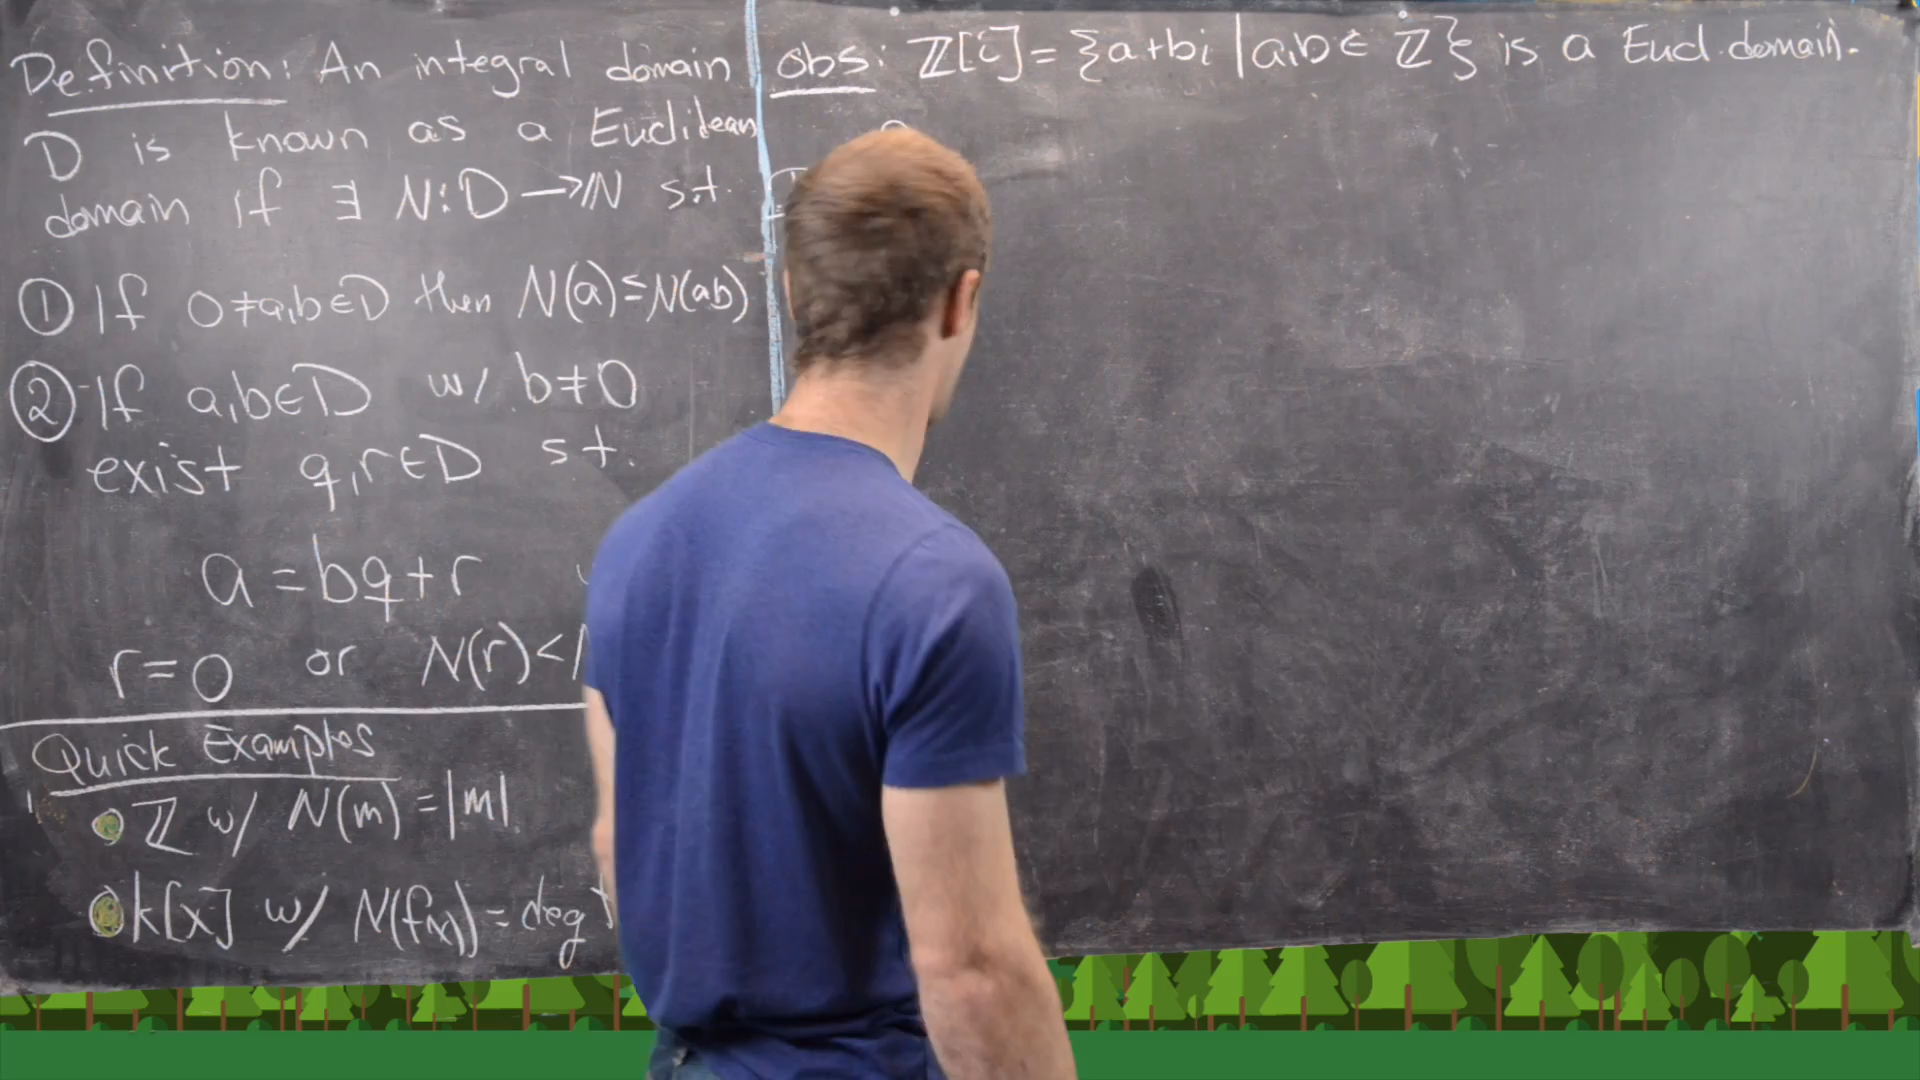 Definition: An integral domain
D is known as a Euclidean
domain if ∃ N:D→ℕ s.t.
① If 0≠a,b∈D then N(a)≤N(ab)
② If a,b∈D w/ b≠0
exist q,r∈D s.t.
a=bq+r
r=0 or N(r)<
Quick Examples
ℤ w/ N(m)=|m|
k[x] w/ N(f(x))=deg
obs: ℤ[i]={a+bi | a,b∈ ℤ} is a Eucl. domain.